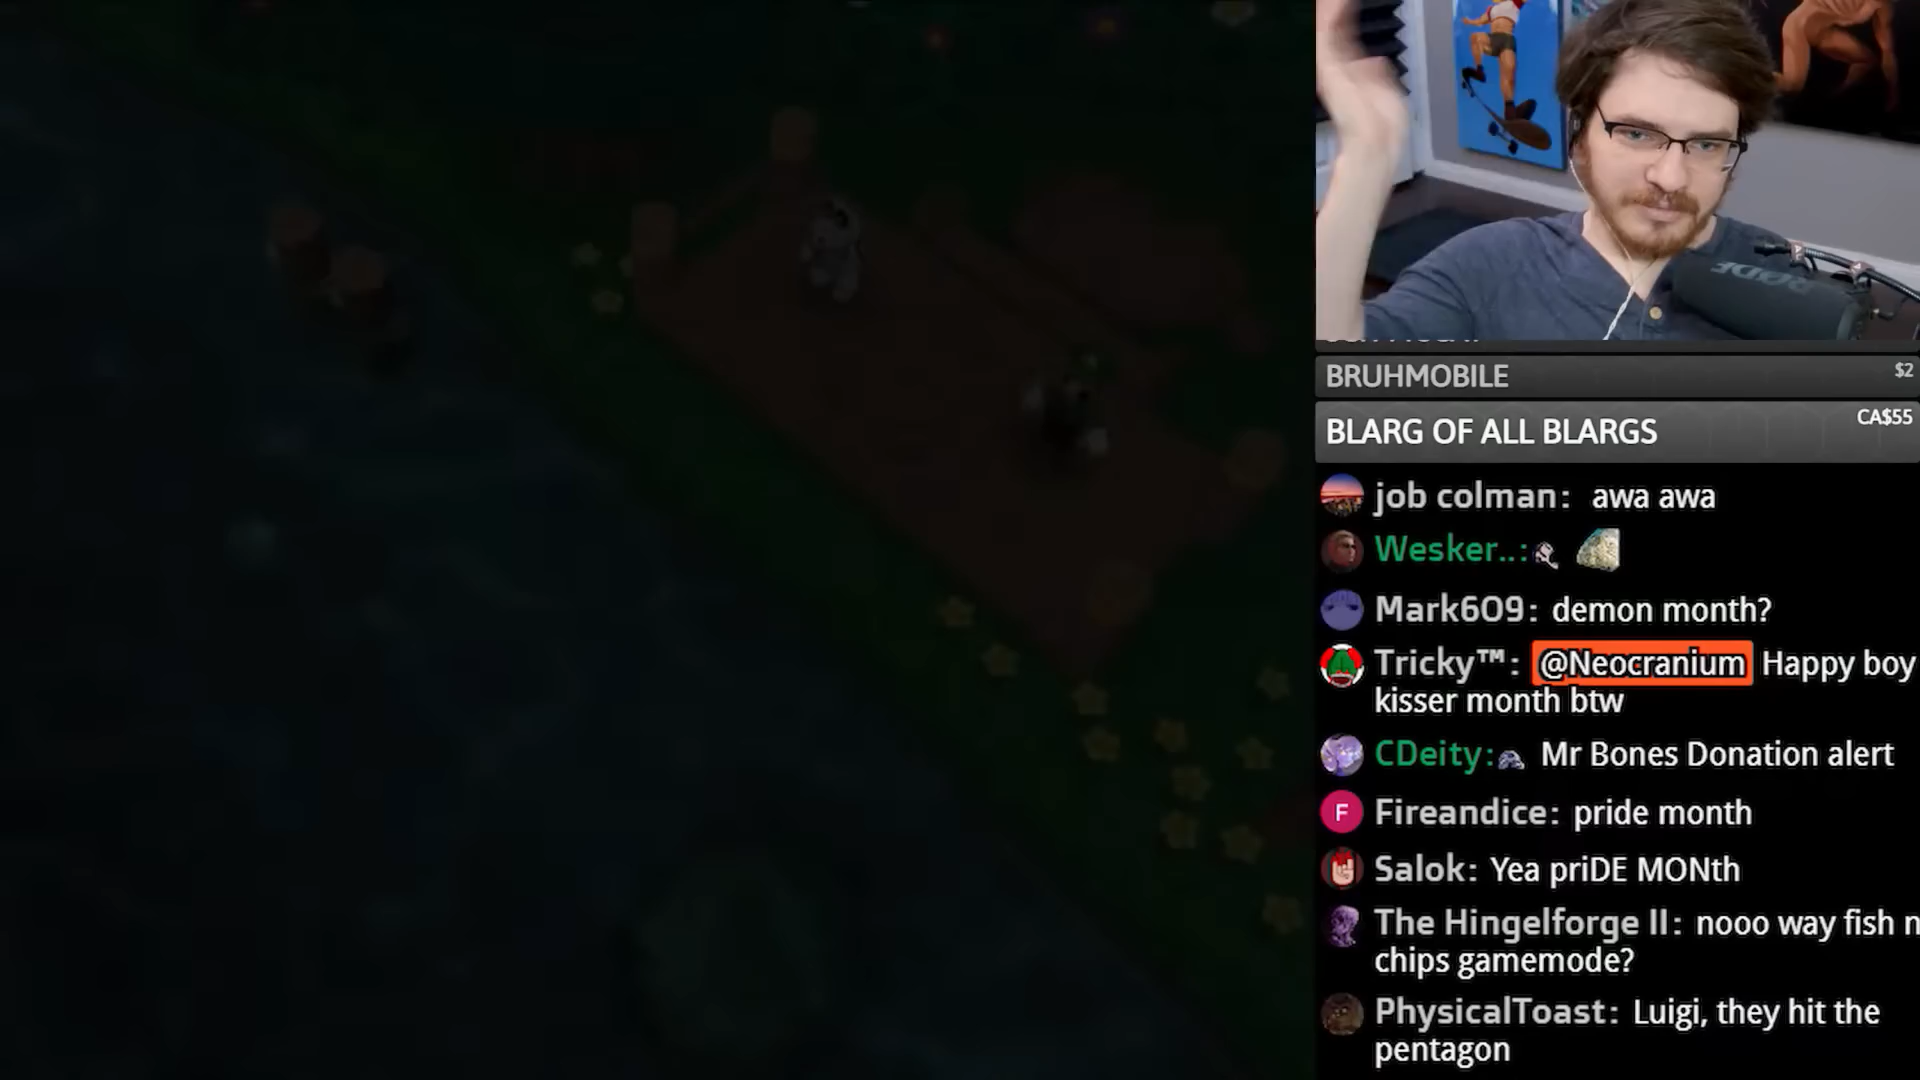 RODE
BRUHMOBILE $2
BLARG OF ALL BLARGS CA$55
job colman: awa awa
Wesker..:
Mark609: demon month?
Tricky™: @Neocranium Happy boy
kisser month btw
CDeity: Mr Bones Donation alert
Fireandice: pride month
F
Salok: Yea priDE MONth
The Hingelforge II: nooo way fish n
chips gamemode?
PhysicalToast: Luigi, they hit the
pentagon